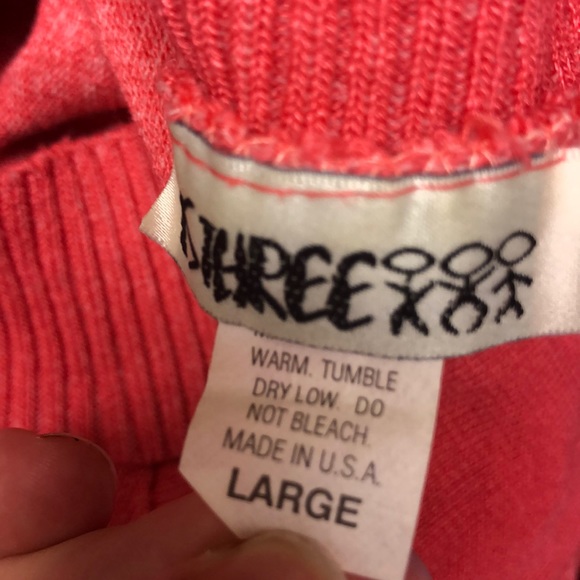 THREE
WARM. TUMBLE
DRY LOW. DO
NOT BLEACH.
MADE IN U.S.A.
LARGE